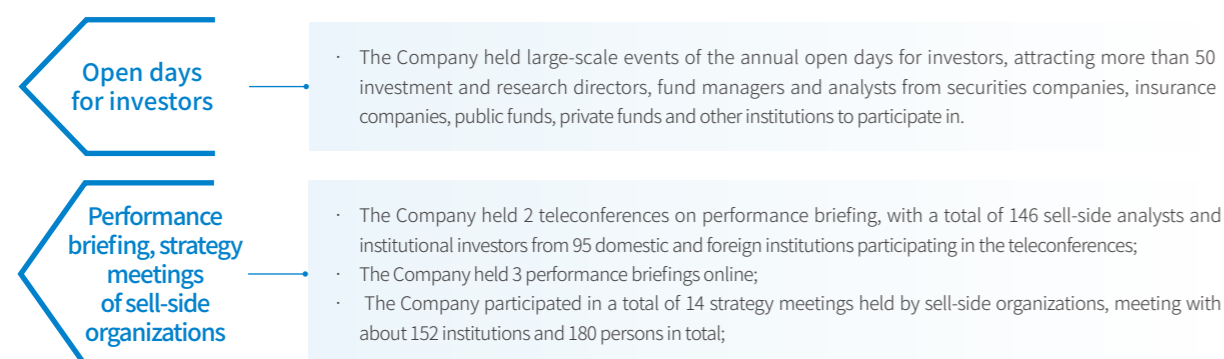 Open days
for investors
· The Company held large-scale events of the annual open days for investors, attracting more than 50
investment and research directors, fund managers and analysts from securities companies, insurance
companies, public funds, private funds and other institutions to participate in.
Performance
briefing, strategy
meetings
of sell-side
organizations
· The Company held 2 teleconferences on performance briefing, with a total of 146 sell-side analysts and
institutional investors from 95 domestic and foreign institutions participating in the teleconferences;
· The Company held 3 performance briefings online;
· The Company participated in a total of 14 strategy meetings held by sell-side organizations, meeting with
about 152 institutions and 180 persons in total;